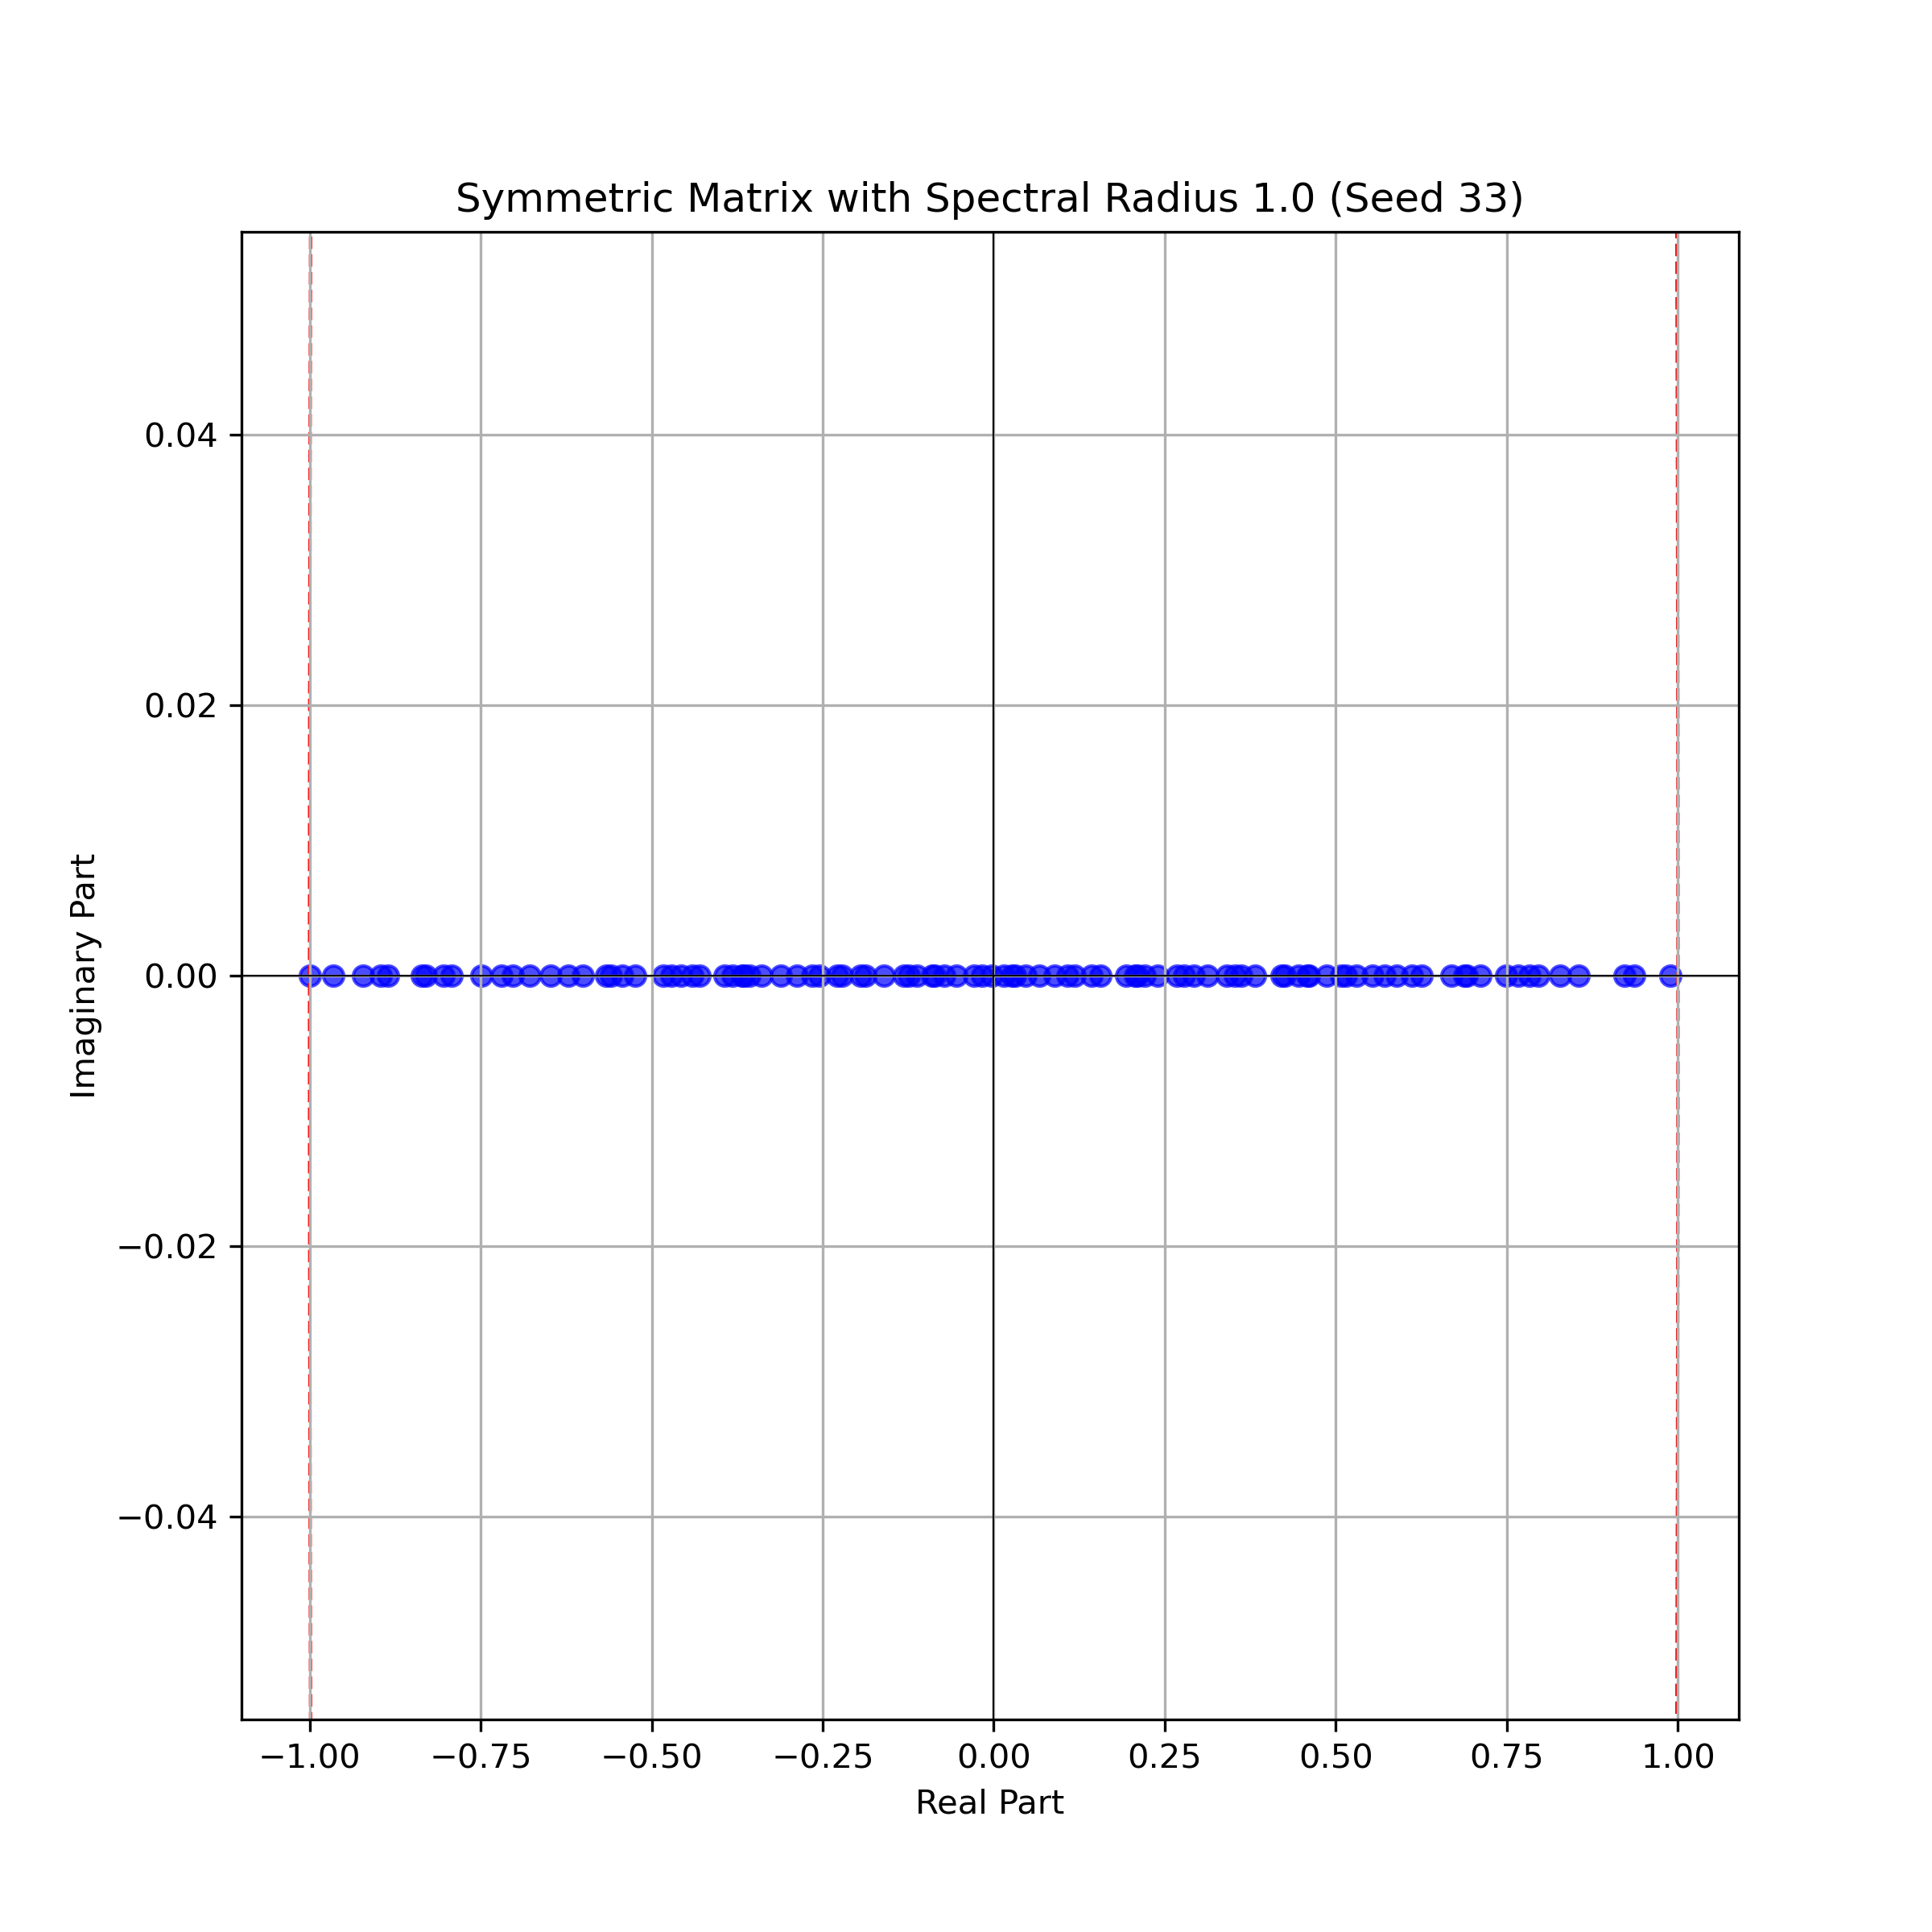 Symmetric Matrix with Spectral Radius 1.0 (Seed 33)
Imaginary Part
0.04
0.02
0.00
−0.02
−0.04
−1.00 −0.75 −0.50 −0.25 0.00 0.25 0.50 0.75 1.00
Real Part